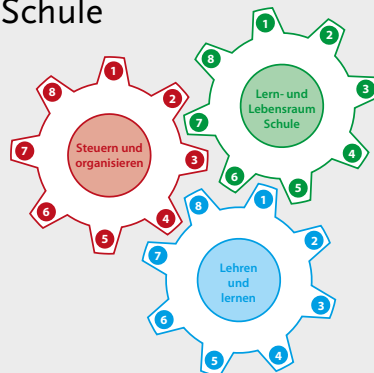 Schule
1
2
3
4
5
6
7
8
Steuern und
organisieren
1
2
3
4
5
6
7
8
Lern- und
Lebensraum
Schule
1
2
3
4
5
6
7
8
Lehren
und
lernen